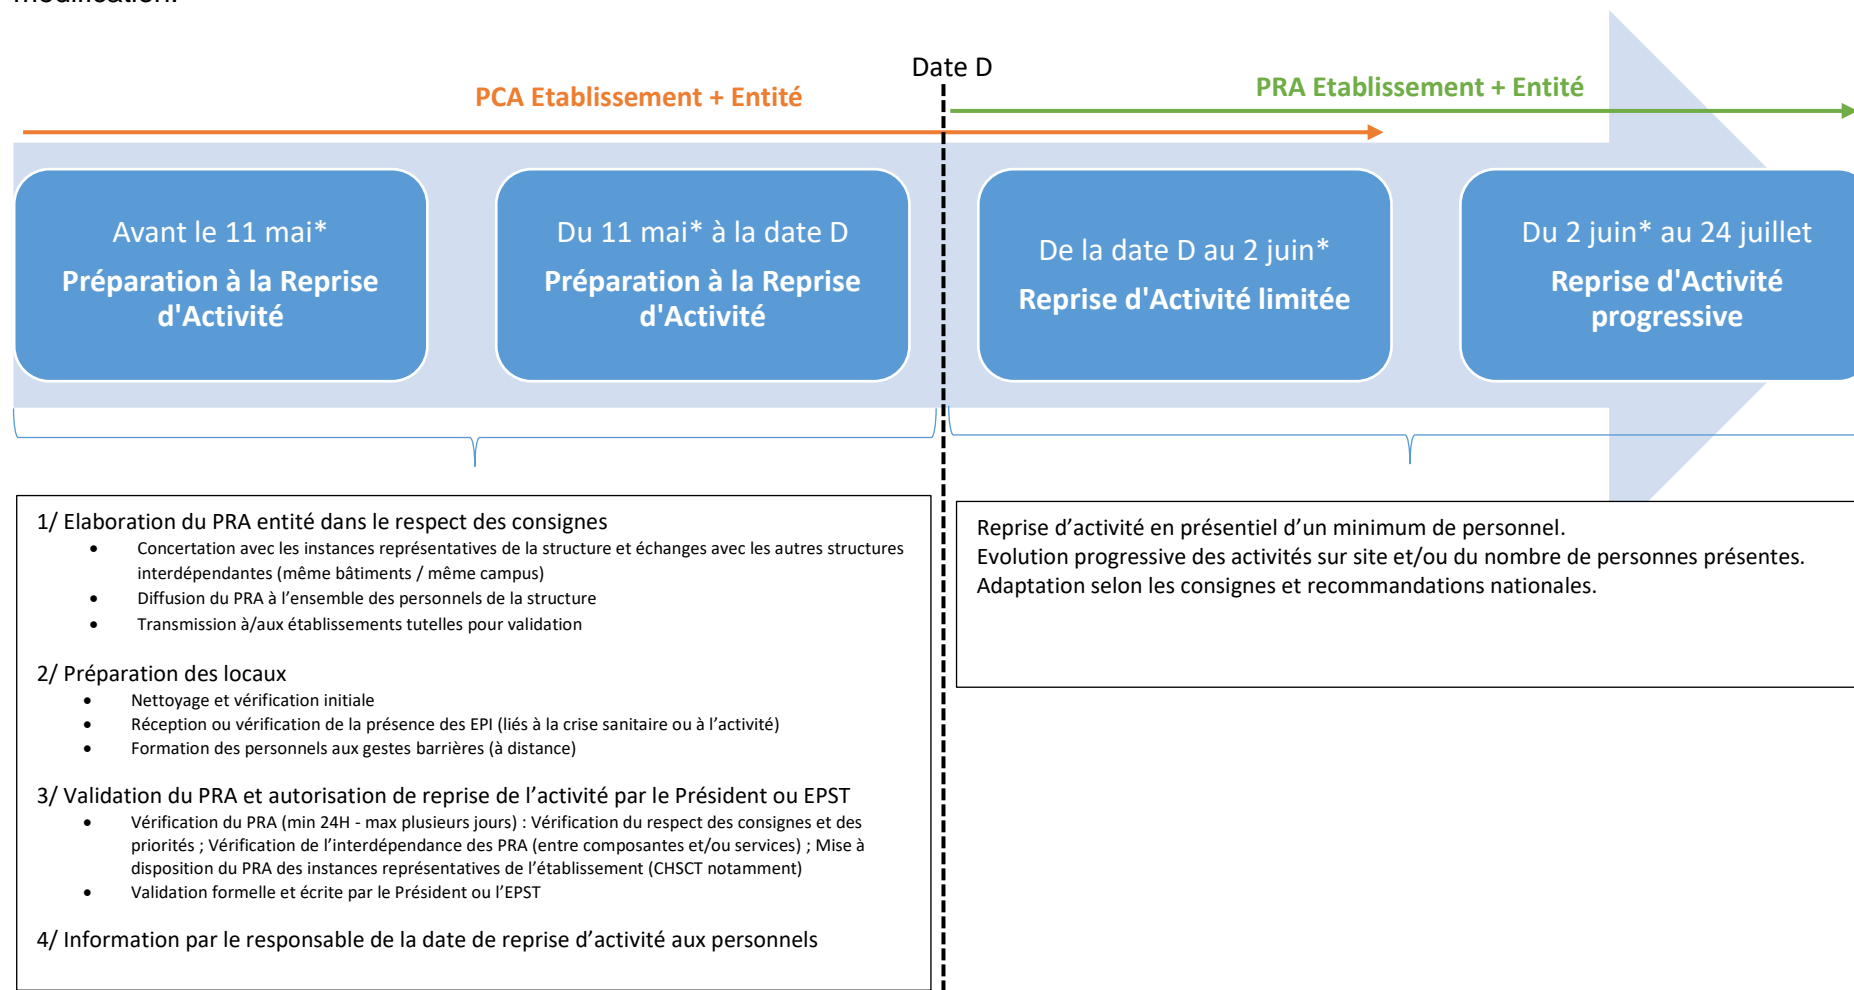 modification.
Date D
PCA Etablissement + Entité
PRA Etablissement + Entité
Avant le 11 mai*
Préparation à la Reprise
d'Activité
Du 11 mai* à la date D
Préparation à la Reprise
d'Activité
De la date D au 2 juin*
Reprise d'Activité limitée
Du 2 juin* au 24 juillet
Reprise d'Activité
progressive
1/ Elaboration du PRA entité dans le respect des consignes
• Concertation avec les instances représentatives de la structure et échanges avec les autres structures
interdépendantes (même bâtiments / même campus)
• Diffusion du PRA à l’ensemble des personnels de la structure
• Transmission à/aux établissements tutelles pour validation
2/ Préparation des locaux
• Nettoyage et vérification initiale
• Réception ou vérification de la présence des EPI (liés à la crise sanitaire ou à l’activité)
• Formation des personnels aux gestes barrières (à distance)
3/ Validation du PRA et autorisation de reprise de l’activité par le Président ou EPST
• Vérification du PRA (min 24H - max plusieurs jours) : Vérification du respect des consignes et des
priorités ; Vérification de l’interdépendance des PRA (entre composantes et/ou services) ; Mise à
disposition du PRA des instances représentatives de l’établissement (CHSCT notamment)
• Validation formelle et écrite par le Président ou l’EPST
4/ Information par le responsable de la date de reprise d’activité aux personnels
Reprise d’activité en présentiel d’un minimum de personnel.
Evolution progressive des activités sur site et/ou du nombre de personnes présentes.
Adaptation selon les consignes et recommandations nationales.